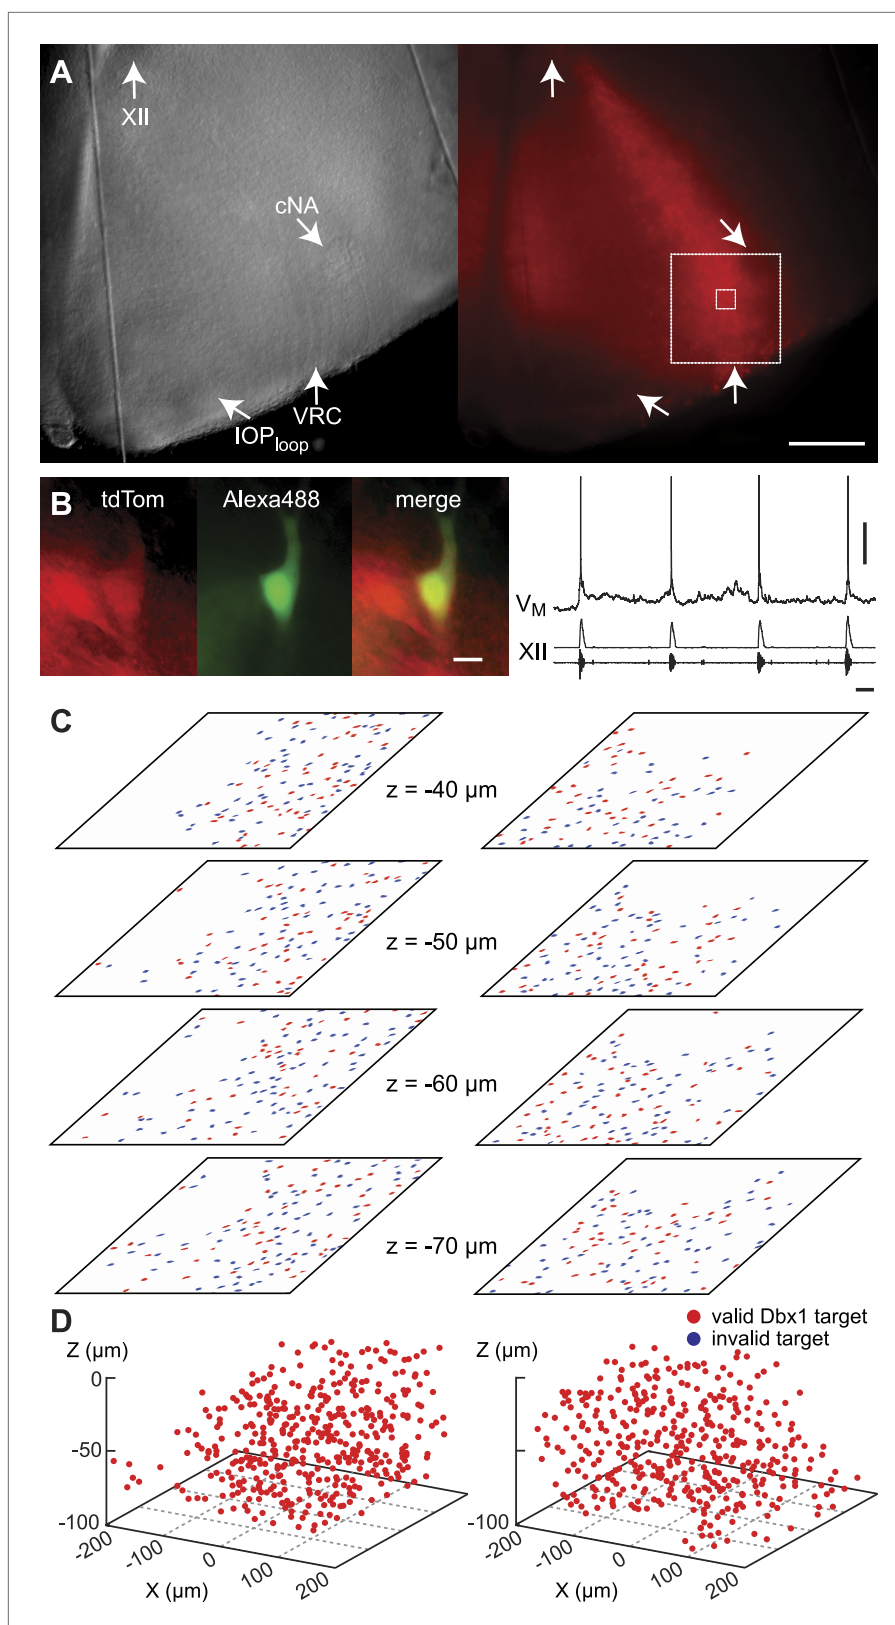 A
XII
cNA
VRC
IOPloop
B
tdTom
Alexa488
merge
VM
XII
C
z = -40 µm
z = -50 µm
z = -60 µm
z = -70 µm
D
valid Dbx1 target
invalid target
Z (µm)
0
-50
-100
-200
-100
0
100
200
X (µm)
Z (µm)
-100
-200
-100
0
100
200
X (µm)